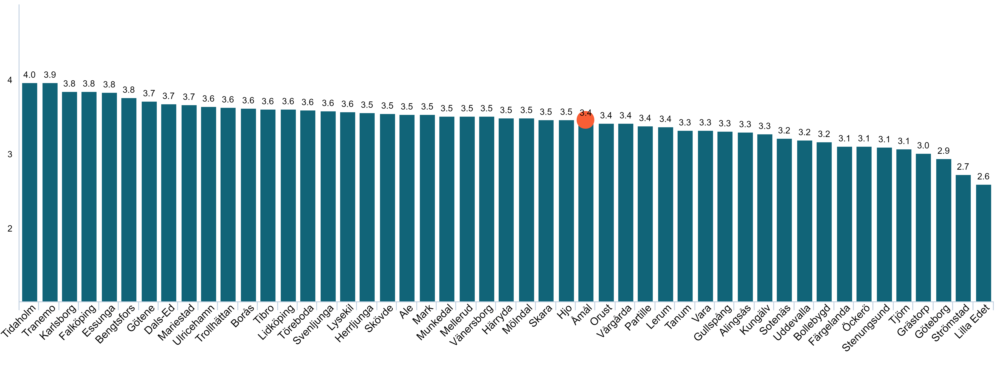 4.0 3.9 3.8 3.8 3.8 3.8 3.7 3.7 3.7 3.6 3.6 3.6 3.6 3.6 3.6 3.6 3.6 3.5 3.5 3.5 3.5 3.5 3.5 3.5 3.5 3.5 3.5 3.5 3.4 3.4 3.4 3.4 3.4 3.3 3.3 3.3 3.3 3.3 3.2 3.2 3.2 3.1 3.1 3.1 3.1 3.0 2.9 2.7 2.6
4
3
2
Tidaholm
Tranemo
Karlsborg
Falköping
Essunga
Bengtsfors
Götene
Dals-Ed
Mariestad
Ulricehamn
Trollhättan
Borås
Tibro
Lidköping
Töreboda
Svenljunga
Lysekil
Herrljunga
Skövde
Ale
Mark
Munkedal
Mellerud
Vänersborg
Härryda
Mölndal
Skara
Hjo
Åmål
Orust
Vårgårda
Partille
Lerum
Tanum
Vara
Gullspång
Alingsås
Kungälv
Sotenäs
Uddevalla
Bollebygd
Färgelanda
Öckerö
Stenungsund
Tjörn
Grästorp
Göteborg
Strömstad
Lilla Edet